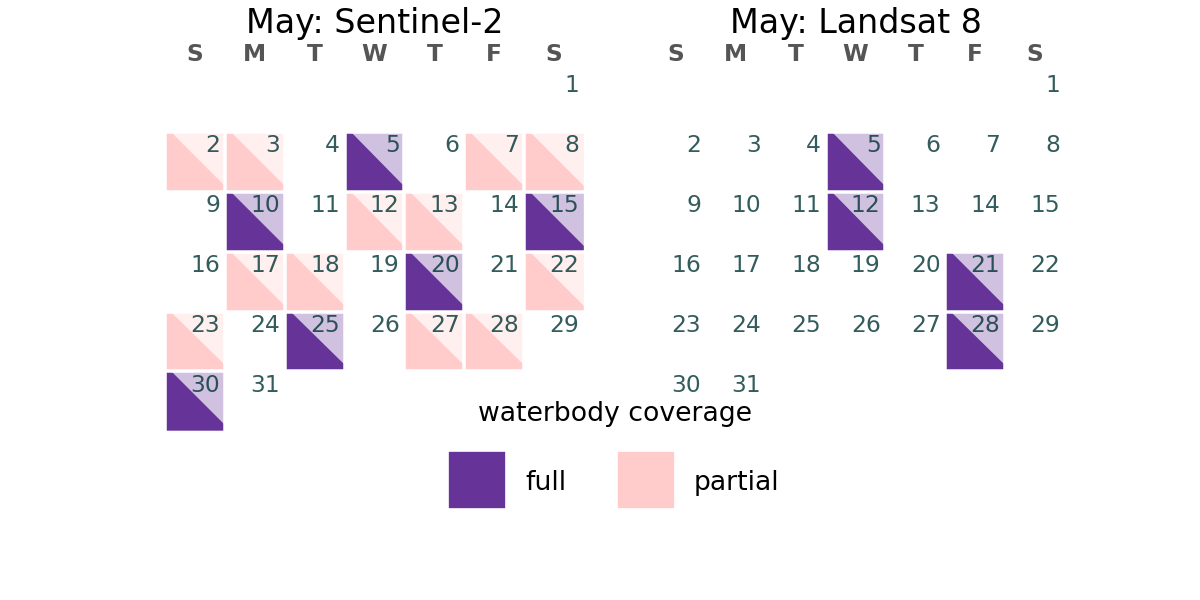 May: Sentinel-2
S M T W T F S
1
2 3 4 5 6 7 8
9 10 11 12 13 14 15
16 17 18 19 20 21 22
23 24 25 26 27 28 29
30 31
May: Landsat 8
S M T W T F S
1
2 3 4 5 6 7 8
9 10 11 12 13 14 15
16 17 18 19 20 21 22
23 24 25 26 27 28 29
30 31
waterbody coverage
full
partial